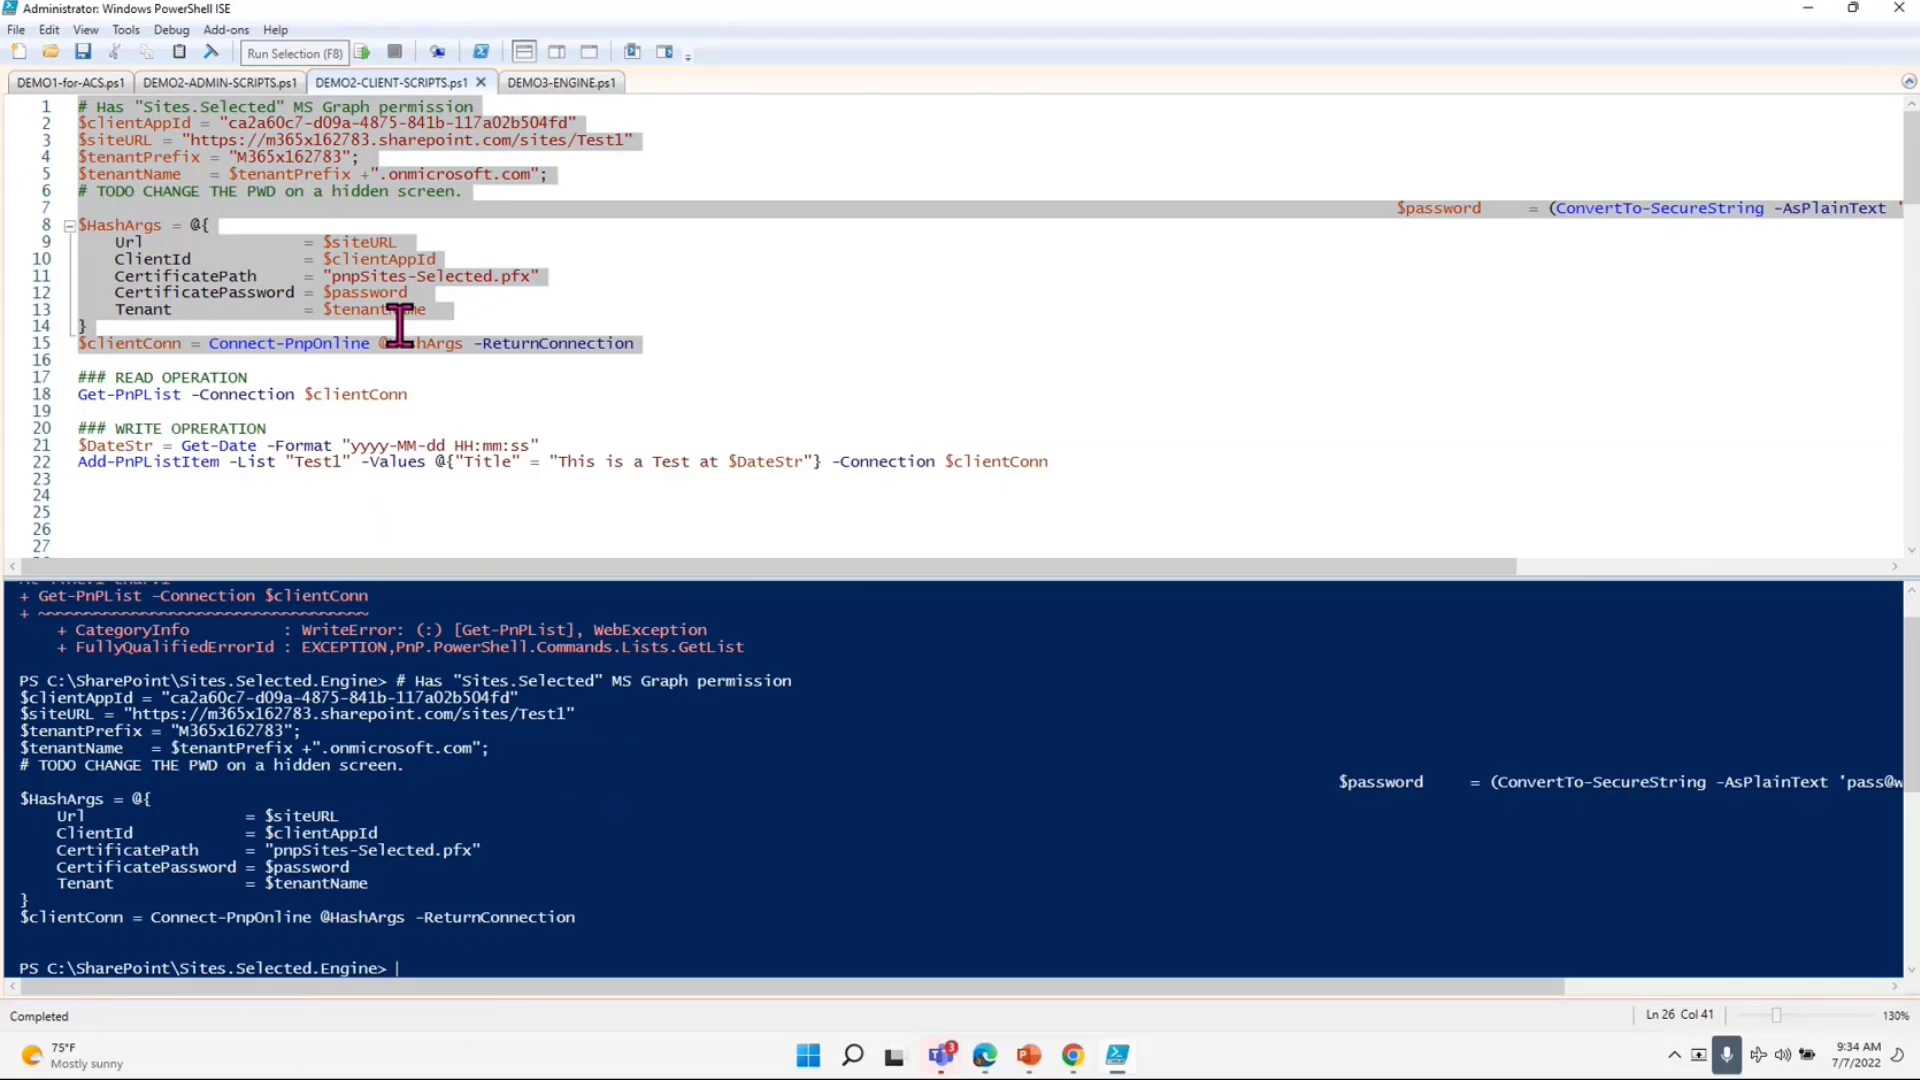 Administrator: Windows PowerShell ISE
File Edit View Tools Debug Add-ons Help
Run Selection (F8)
DEMO1-for-ACS.ps1 DEMO2-ADMIN-SCRIPTS.ps1 DEMO2-CLIENT-SCRIPTS.ps1 DEMO3-ENGINE.ps1
1 # Has "Sites.Selected" MS Graph permission
2 $clientAppId = "ca2a60c7-d09a-4875-841b-117a02b504fd"
3 $siteURL = "https://m365x162783.sharepoint.com/sites/Test1"
4 $tenantPrefix = "M365x162783";
5 $tenantName = $tenantPrefix +".onmicrosoft.com";
6 # TODO CHANGE THE PWD on a hidden screen.
7 $password = (ConvertTo-SecureString -AsPlainText '
8 $HashArgs = @{
9 Url = $siteURL
10 ClientId = $clientAppId
11 CertificatePath = "pnpSites-Selected.pfx"
12 CertificatePassword = $password
13 Tenant = $tenantName
14 }
15 $clientConn = Connect-PnpOnline @HashArgs -ReturnConnection
16
17 ### READ OPERATION
18 Get-PnPList -Connection $clientConn
19
20 ### WRITE OPRERATION
21 $DateStr = Get-Date -Format "yyyy-MM-dd HH:mm:ss"
22 Add-PnPListItem -List "Test1" -Values @{"Title" = "This is a Test at $DateStr"} -Connection $clientConn
23
24
25
26
27
+ Get-PnPList -Connection $clientConn
+ ~~~~~~~~~~~~~~~~~~~~~~~~~~~~~~~~~~~
+ CategoryInfo : WriteError: (:) [Get-PnPList], WebException
+ FullyQualifiedErrorId : EXCEPTION,PnP.PowerShell.Commands.Lists.GetList
PS C:\SharePoint\Sites.Selected.Engine> # Has "Sites.Selected" MS Graph permission
$clientAppId = "ca2a60c7-d09a-4875-841b-117a02b504fd"
$siteURL = "https://m365x162783.sharepoint.com/sites/Test1"
$tenantPrefix = "M365x162783";
$tenantName = $tenantPrefix +".onmicrosoft.com";
# TODO CHANGE THE PWD on a hidden screen.
$password = (ConvertTo-SecureString -AsPlainText 'pass@w
$HashArgs = @{
Url = $siteURL
ClientId = $clientAppId
CertificatePath = "pnpSites-Selected.pfx"
CertificatePassword = $password
Tenant = $tenantName
}
$clientConn = Connect-PnpOnline @HashArgs -ReturnConnection
PS C:\SharePoint\Sites.Selected.Engine>
Completed
Ln 26 Col 41
130%
75°F
Mostly sunny
3
9:34 AM
7/7/2022